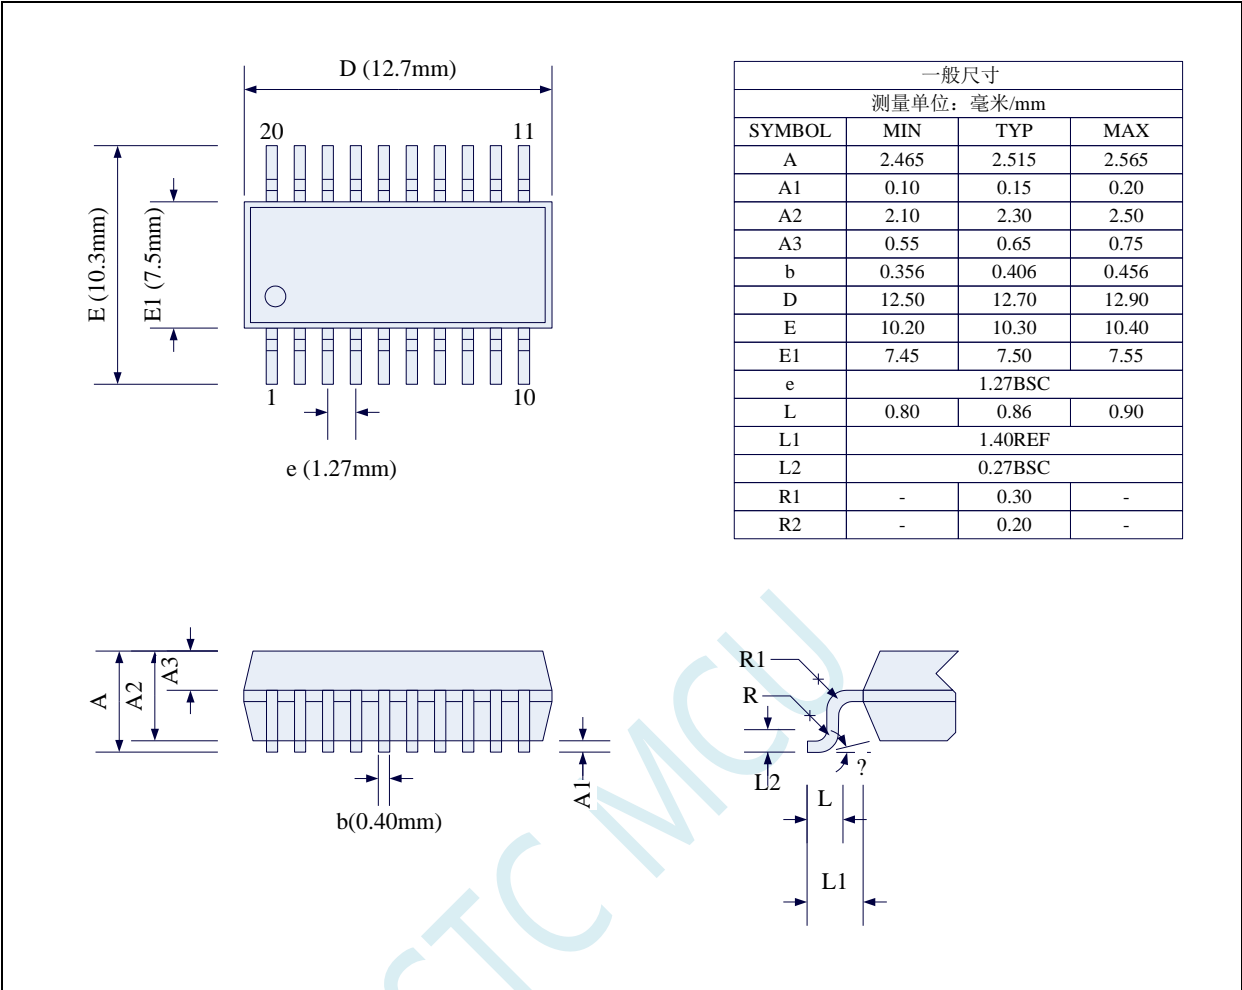 D (12.7mm)
20
11
E (10.3mm)
E1 (7.5mm)
1
10
e (1.27mm)
一般尺寸
测量单位：毫米/mm
SYMBOL MIN TYP MAX
A 2.465 2.515 2.565
A1 0.10 0.15 0.20
A2 2.10 2.30 2.50
A3 0.55 0.65 0.75
b 0.356 0.406 0.456
D 12.50 12.70 12.90
E 10.20 10.30 10.40
E1 7.45 7.50 7.55
e 1.27BSC
L 0.80 0.86 0.90
L1 1.40REF
L2 0.27BSC
R1 - 0.30 -
R2 - 0.20 -
A
A2
A3
A1
b(0.40mm)
R1
R
L2
?
L
L1
STC MCU